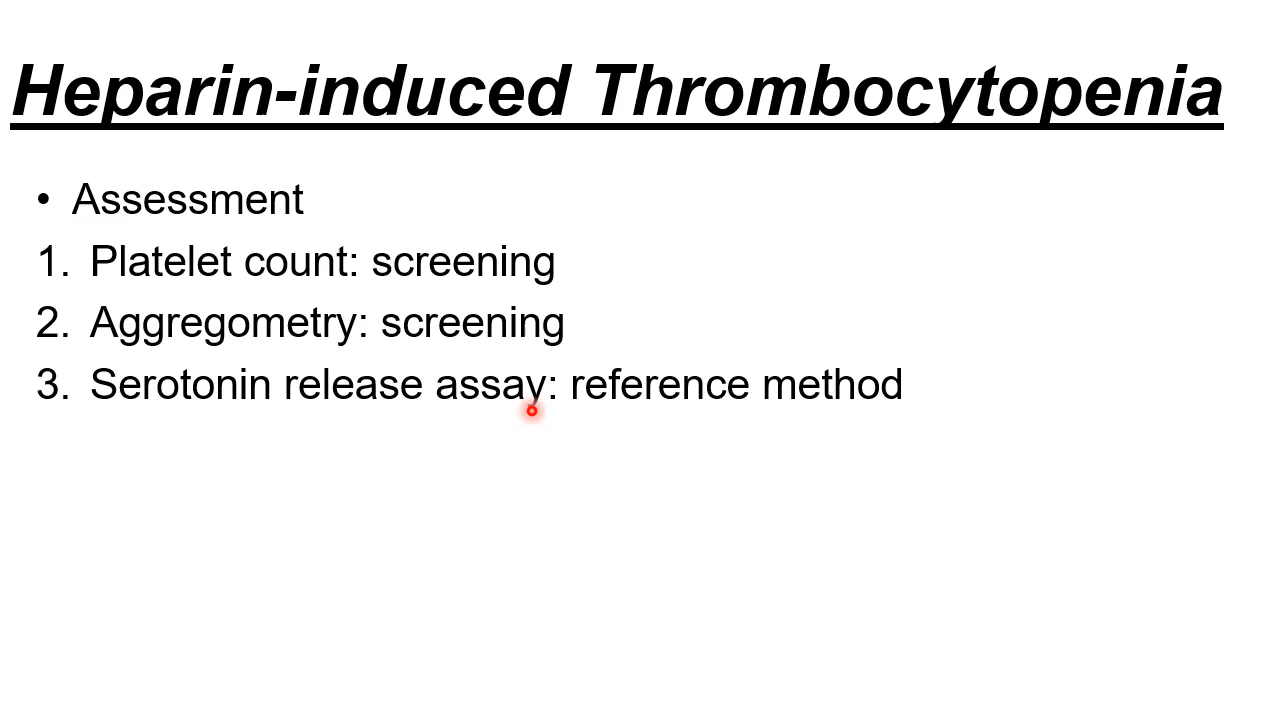 Heparin-induced Thrombocytopenia
• Assessment
1. Platelet count: screening
2. Aggregometry: screening
3. Serotonin release assay: reference method